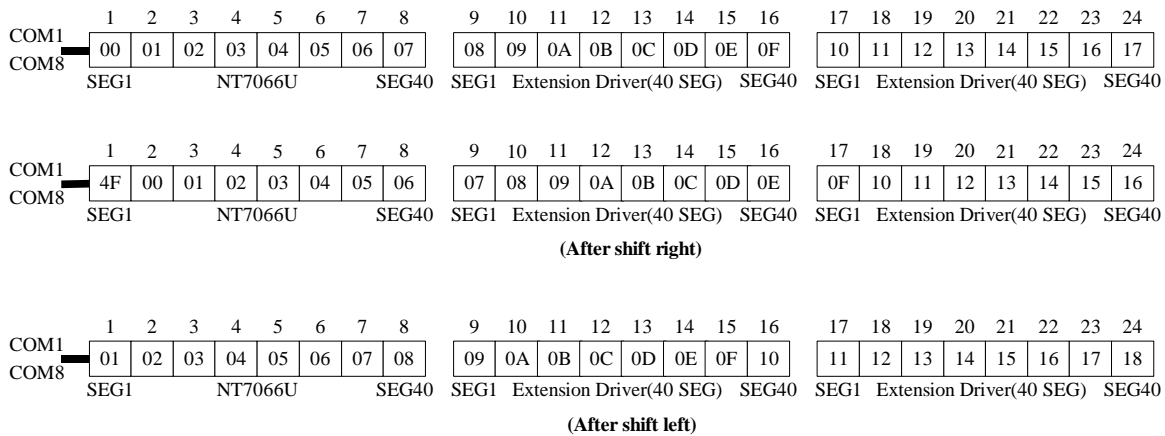 1 2 3 4 5 6 7 8 9 10 11 12 13 14 15 16 17 18 19 20 21 22 23 24
COM1
00 01 02 03 04 05 06 07 08 09 0A 0B 0C 0D 0E 0F 10 11 12 13 14 15 16 17
COM8
SEG1 NT7066U SEG40 SEG1 Extension Driver(40 SEG) SEG40 SEG1 Extension Driver(40 SEG) SEG40
1 2 3 4 5 6 7 8 9 10 11 12 13 14 15 16 17 18 19 20 21 22 23 24
COM1
4F 00 01 02 03 04 05 06 07 08 09 0A 0B 0C 0D 0E 0F 10 11 12 13 14 15 16
COM8
SEG1 NT7066U SEG40 SEG1 Extension Driver(40 SEG) SEG40 SEG1 Extension Driver(40 SEG) SEG40
(After shift right)
1 2 3 4 5 6 7 8 9 10 11 12 13 14 15 16 17 18 19 20 21 22 23 24
COM1
01 02 03 04 05 06 07 08 09 0A 0B 0C 0D 0E 0F 10 11 12 13 14 15 16 17 18
COM8
SEG1 NT7066U SEG40 SEG1 Extension Driver(40 SEG) SEG40 SEG1 Extension Driver(40 SEG) SEG40
(After shift left)